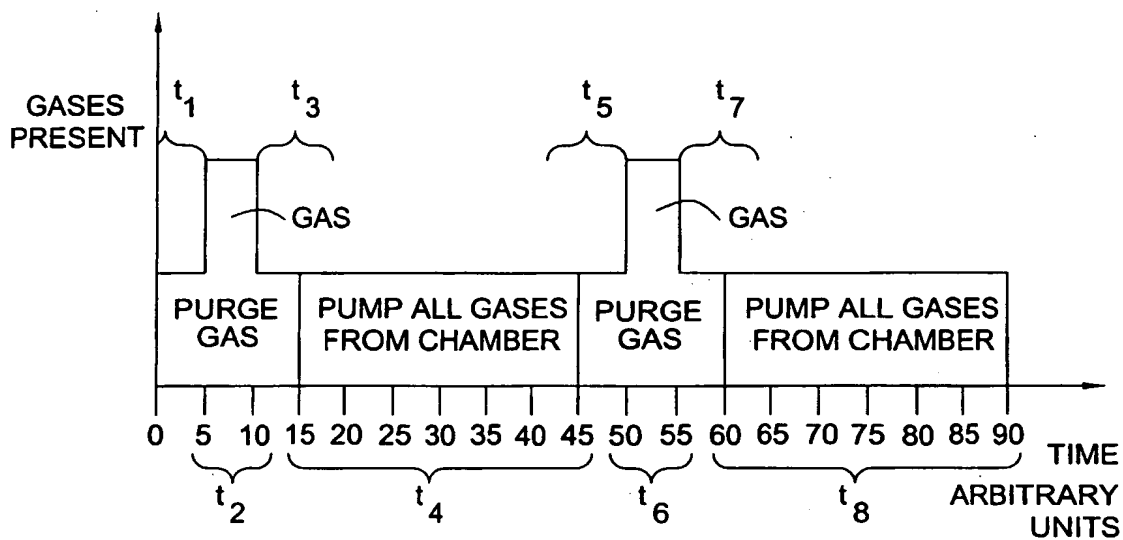 GASES
PRESENT
t1
t3
t5
t7
GAS
GAS
PURGE
GAS
PUMP ALL GASES
FROM CHAMBER
PURGE
GAS
PUMP ALL GASES
FROM CHAMBER
0 5 10 15 20 25 30 35 40 45 50 55 60 65 70 75 80 85 90
TIME
t2
t4
t6
t8
ARBITRARY
UNITS